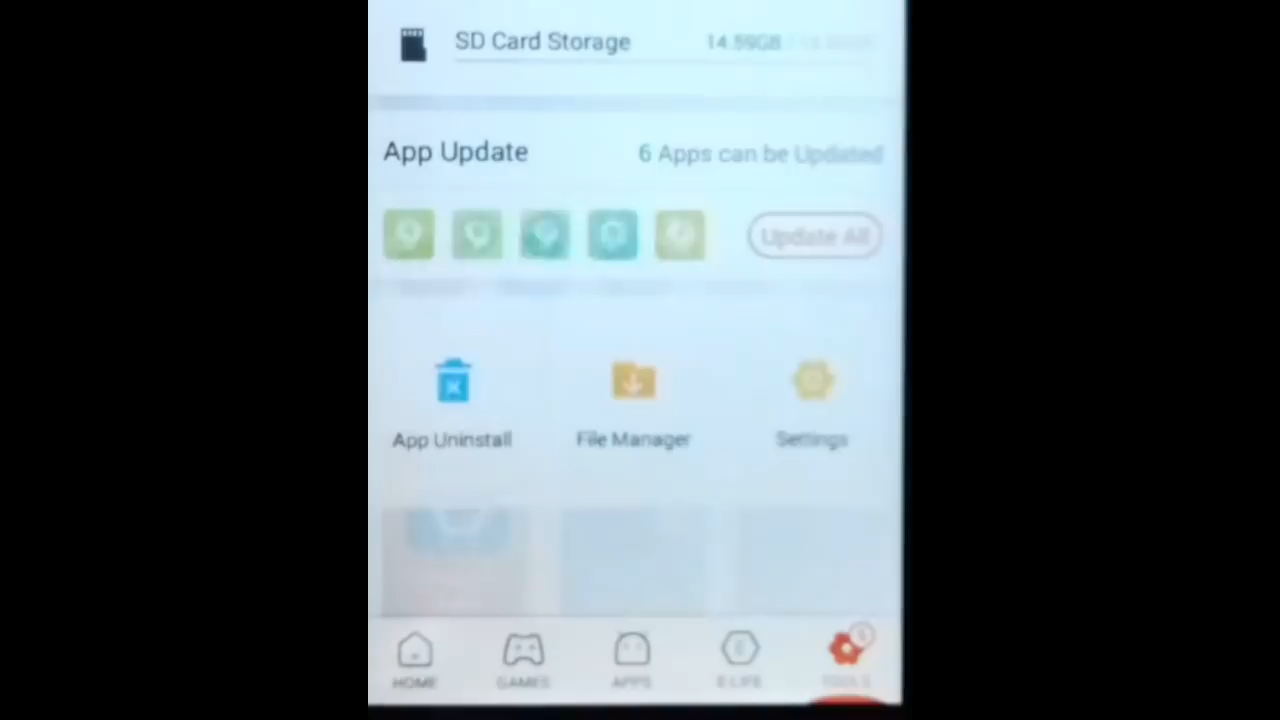 SD Card Storage 14.59GB
App Update 6 Apps can be Updated
Update All
App Uninstall File Manager Settings
HOME GAMES APPS E-LIFE TOOLS